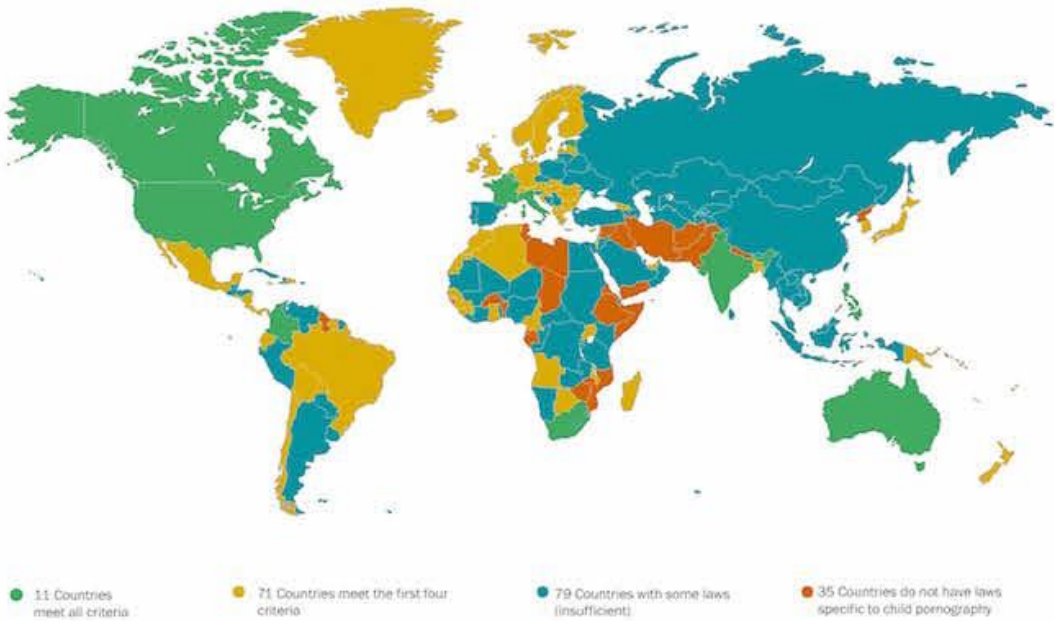 11 Countries
meet all criteria
71 Countries meet the first four
criteria
79 Countries with some laws
(insufficient)
35 Countries do not have laws
specific to child pornography